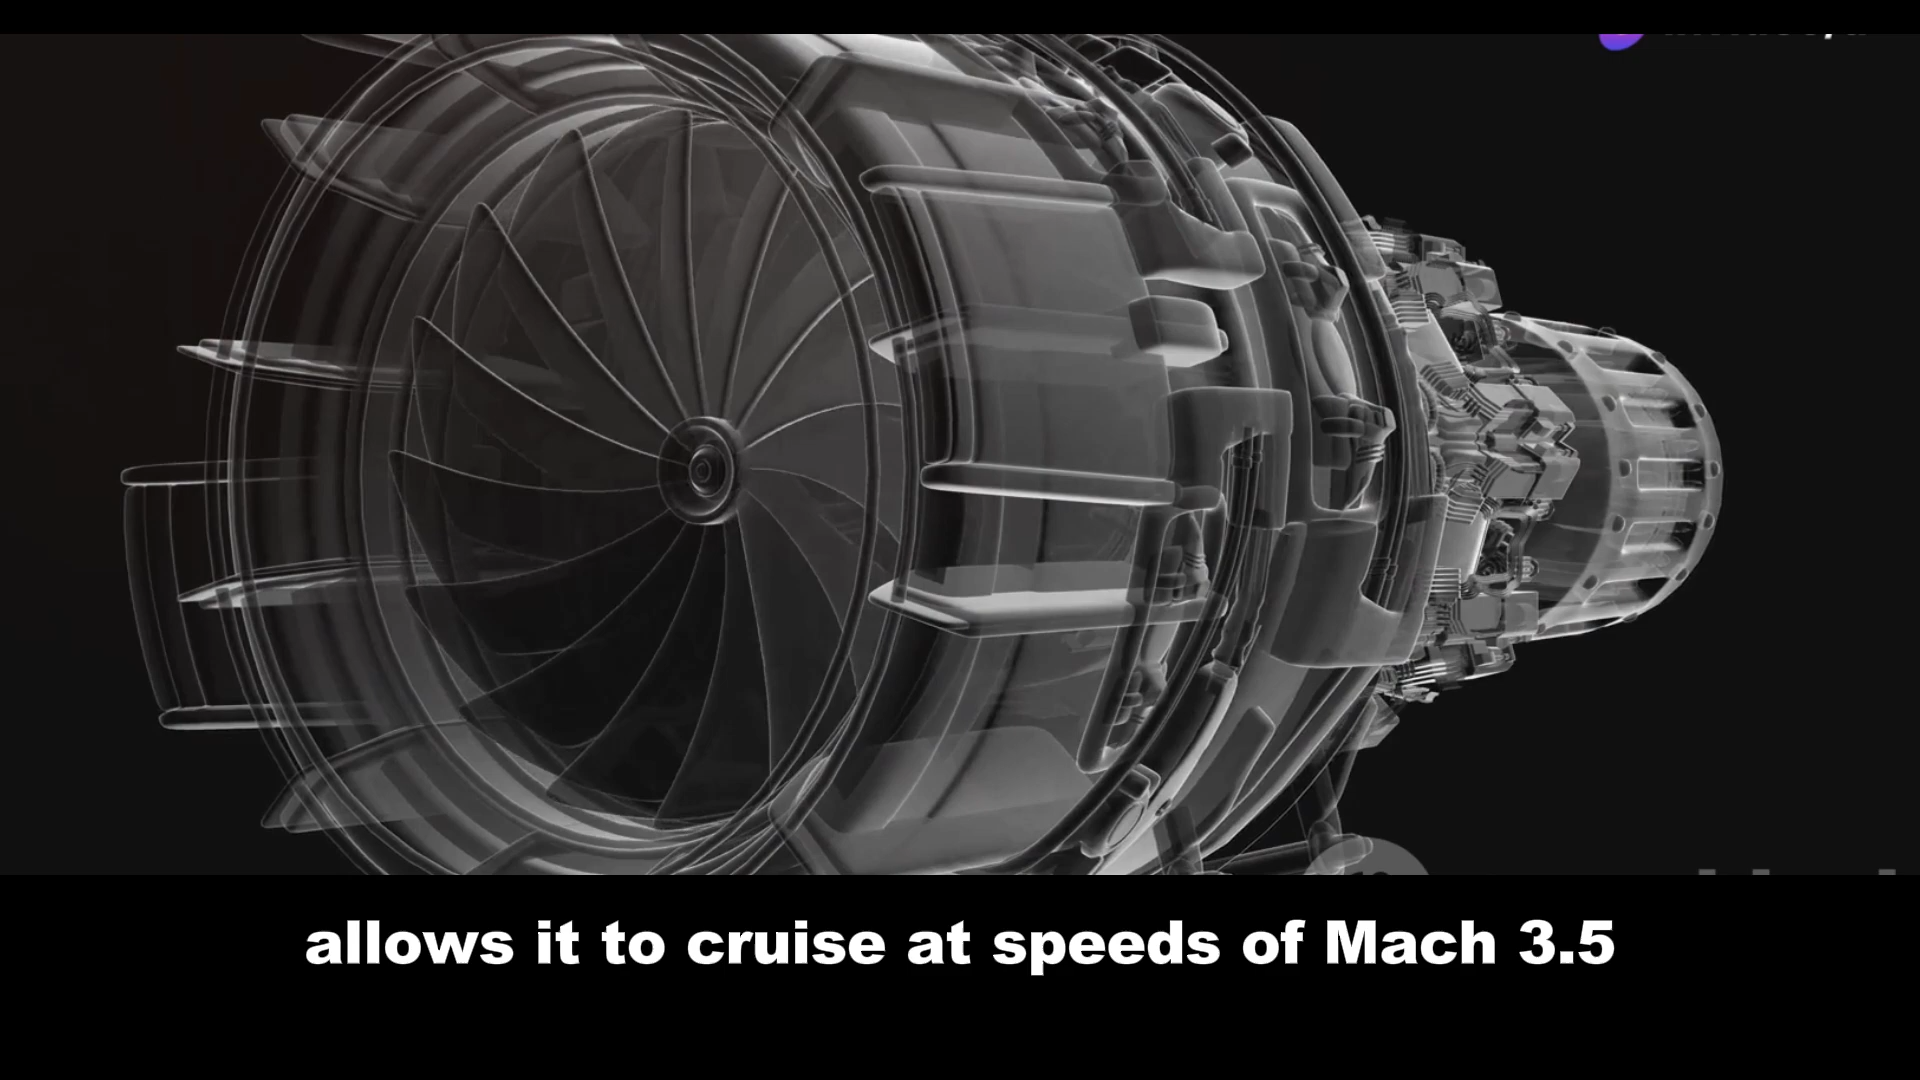 allows it to cruise at speeds of Mach 3.5